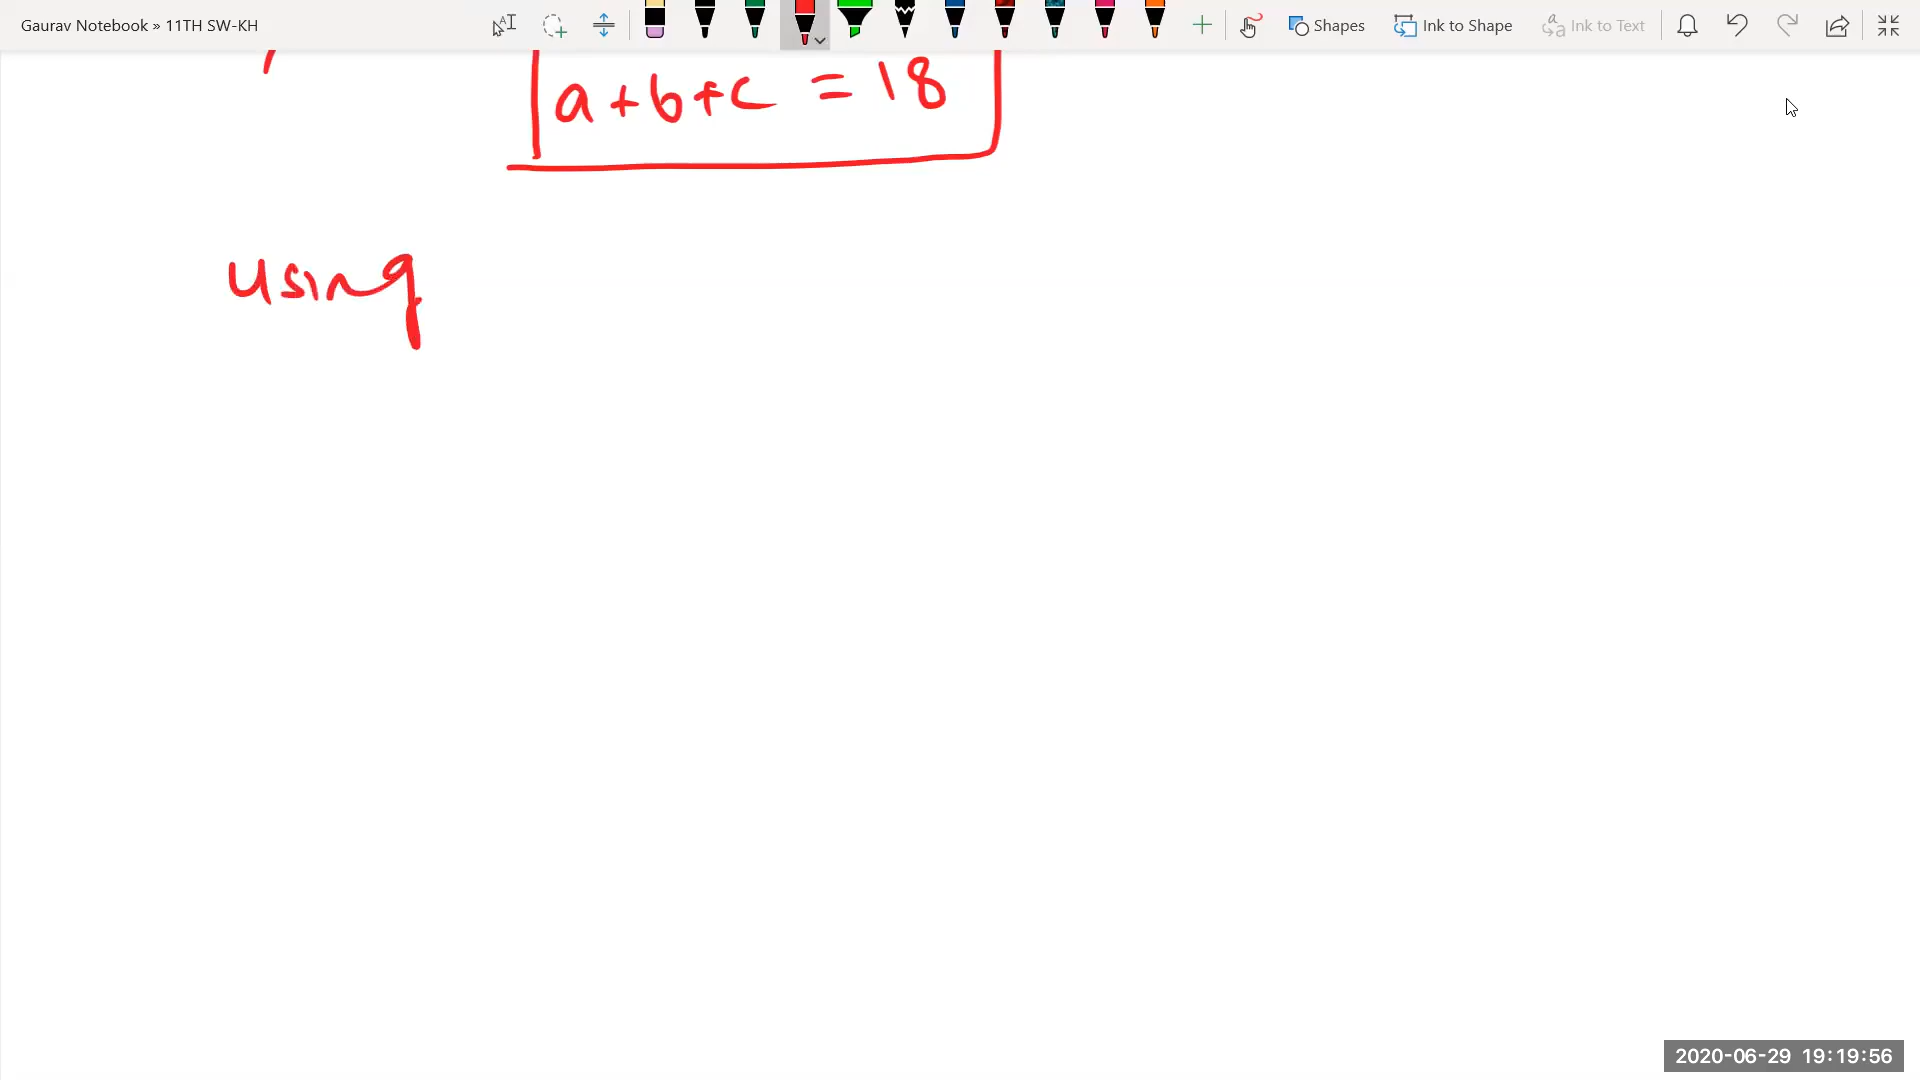 Gaurav Notebook » 11TH SW-KH
Shapes
Ink to Shape
Ink to Text
a+b+c = 18
using
2020-06-29 19:19:56